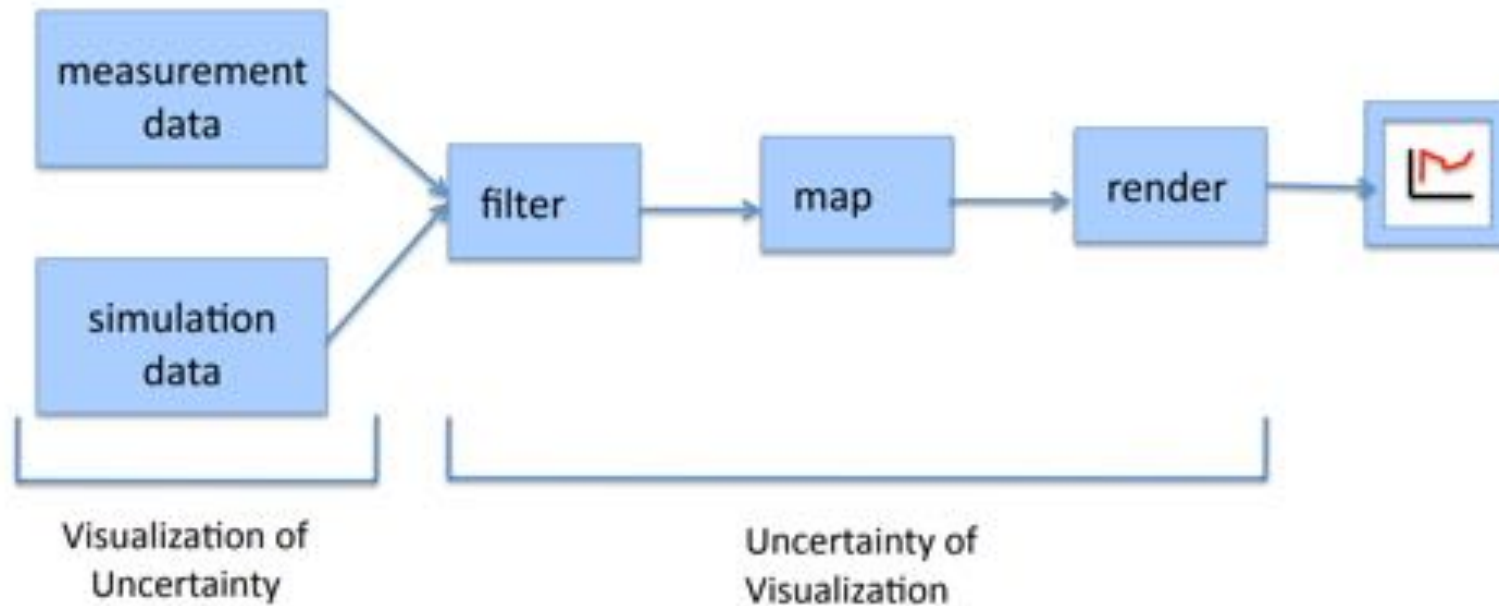 measurement
data
simulation
data
filter
map
render
Visualization of
Uncertainty
Uncertainty of
Visualization